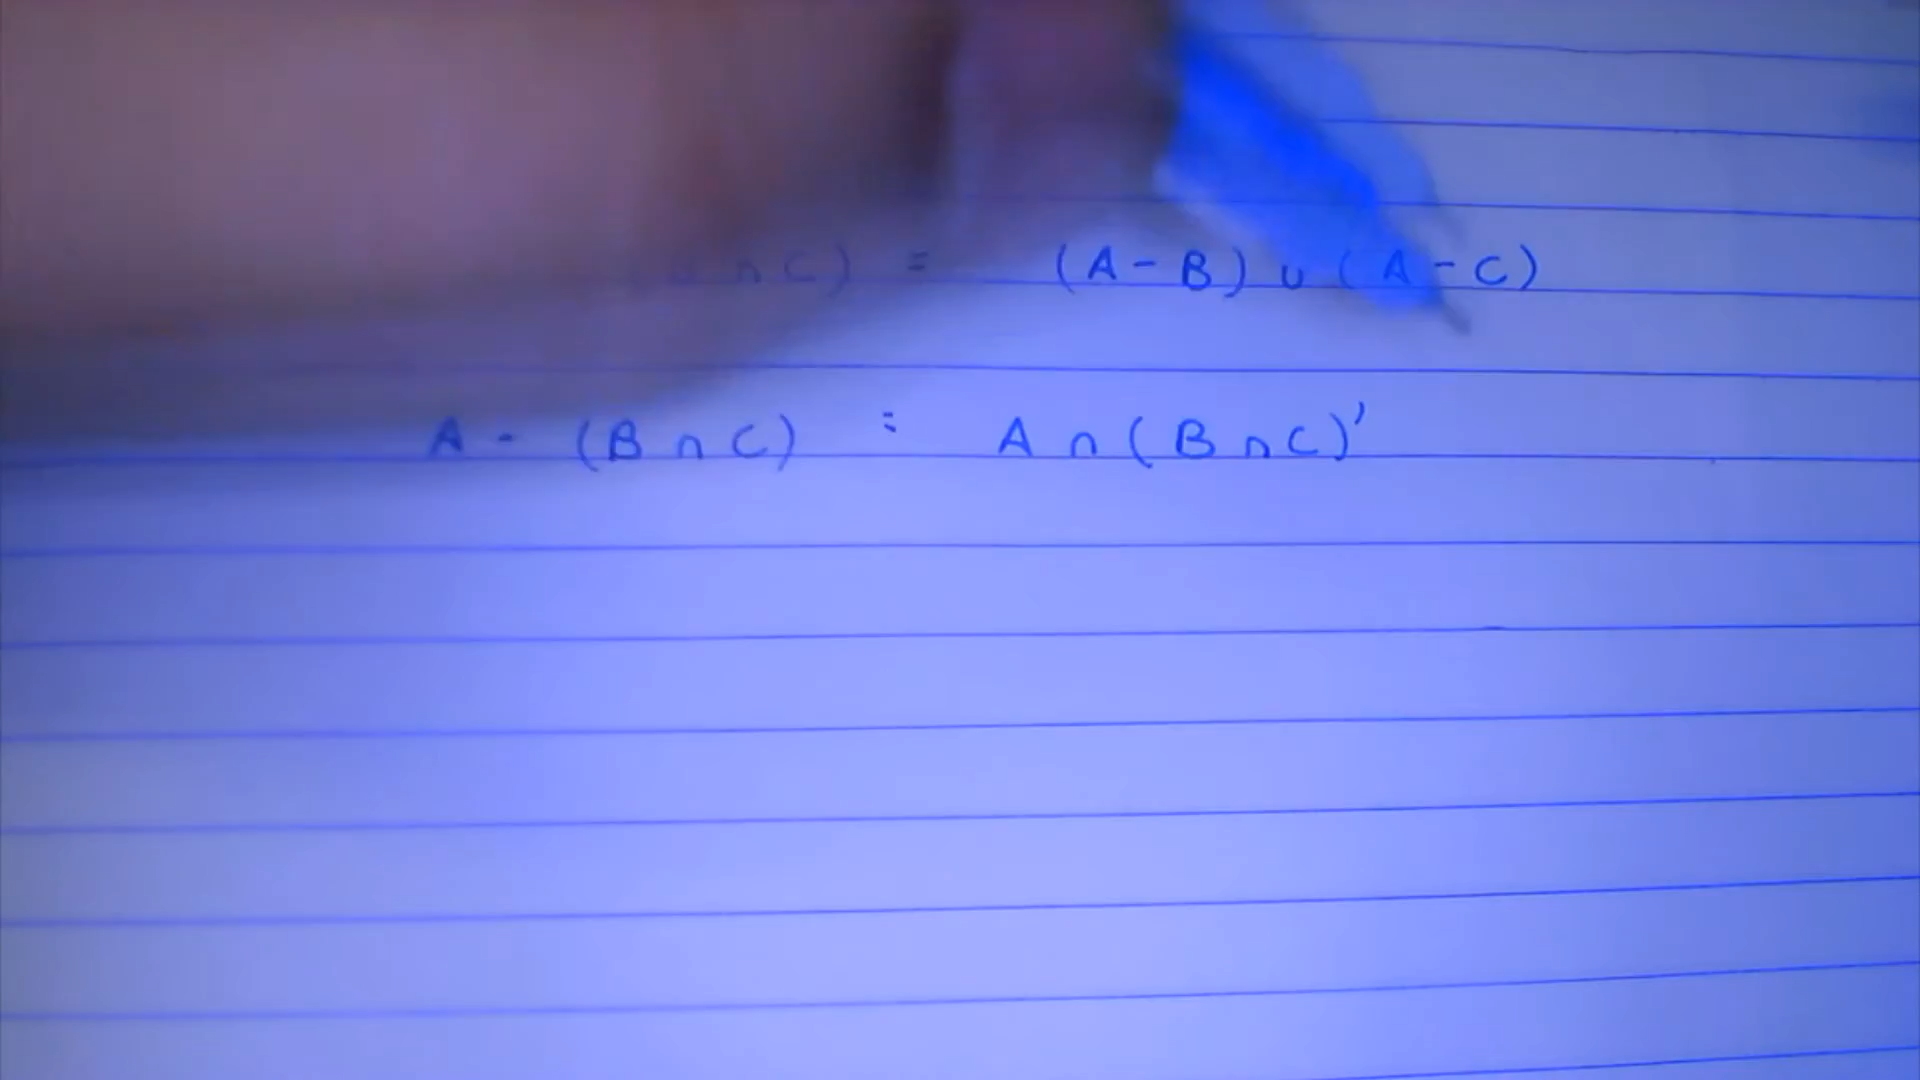 ∩ C) = (A - B) ∪ (A - C)
A - (B ∩ C) = A ∩ (B ∩ C)'